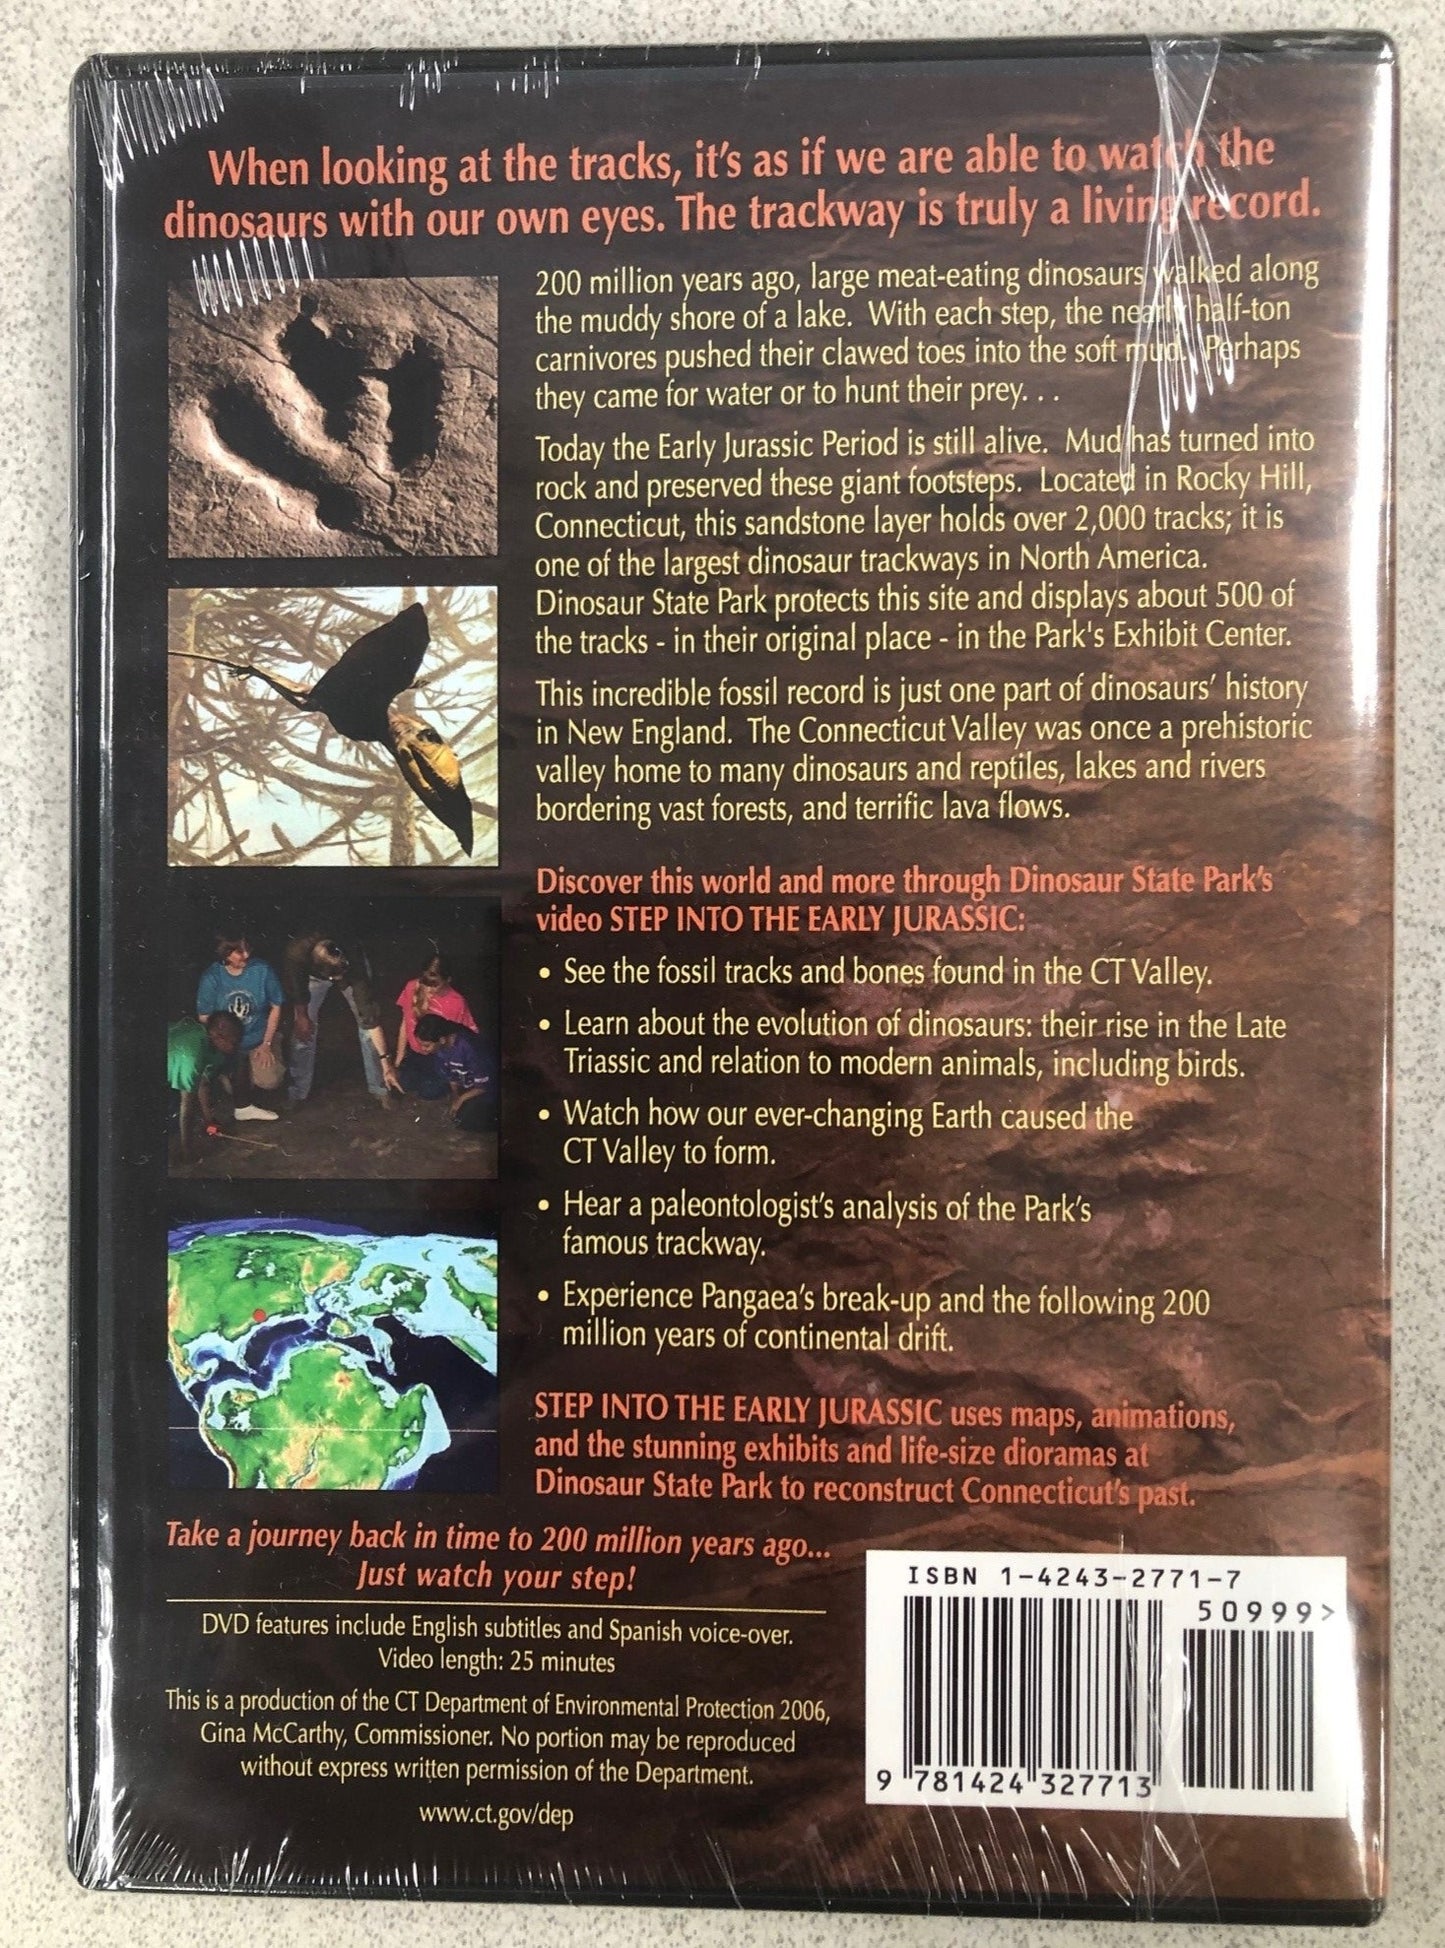 When looking at the tracks, it's as if we are able to watch the
dinosaurs with our own eyes. The trackway is truly a living record.
200 million years ago, large meat-eating dinosaurs walked along
the muddy shore of a lake. With each step, the nearly half-ton
carnivores pushed their clawed toes into the soft mud. Perhaps
they came for water or to hunt their prey. . .
Today the Early Jurassic Period is still alive. Mud has turned into
rock and preserved these giant footsteps. Located in Rocky Hill,
Connecticut, this sandstone layer holds over 2,000 tracks; it is
one of the largest dinosaur trackways in North America.
Dinosaur State Park protects this site and displays about 500 of
the tracks - in their original place - in the Park's Exhibit Center.
This incredible fossil record is just one part of dinosaurs' history
in New England. The Connecticut Valley was once a prehistoric
valley home to many dinosaurs and reptiles, lakes and rivers
bordering vast forests, and terrific lava flows.
Discover this world and more through Dinosaur State Park's
video STEP INTO THE EARLY JURASSIC:
• See the fossil tracks and bones found in the CT Valley.
• Learn about the evolution of dinosaurs: their rise in the Late
Triassic and relation to modern animals, including birds.
• Watch how our ever-changing Earth caused the
CT Valley to form.
• Hear a paleontologist's analysis of the Park's
famous trackway.
• Experience Pangaea's break-up and the following 200
million years of continental drift.
STEP INTO THE EARLY JURASSIC uses maps, animations,
and the stunning exhibits and life-size dioramas at
Dinosaur State Park to reconstruct Connecticut's past.
Take a journey back in time to 200 million years ago...
Just watch your step!
DVD features include English subtitles and Spanish voice-over.
Video length: 25 minutes
This is a production of the CT Department of Environmental Protection 2006,
Gina McCarthy, Commissioner. No portion may be reproduced
without express written permission of the Department.
www.ct.gov/dep
ISBN 1-4243-2771-7
50999>
9 781424 327713